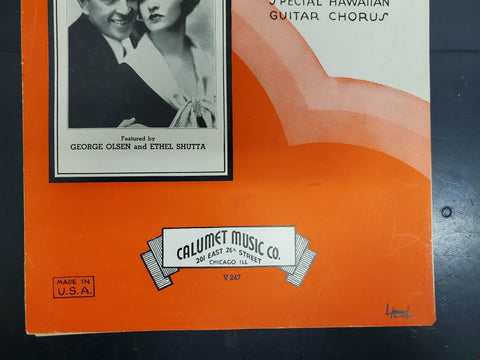 SPECIAL HAWAIIAN
GUITAR CHORUS
Featured by
GEORGE OLSEN and ETHEL SHUTTA
CALUMET MUSIC CO.
201 EAST 26th STREET
CHICAGO ILL
V-247
MADE IN
U.S.A.